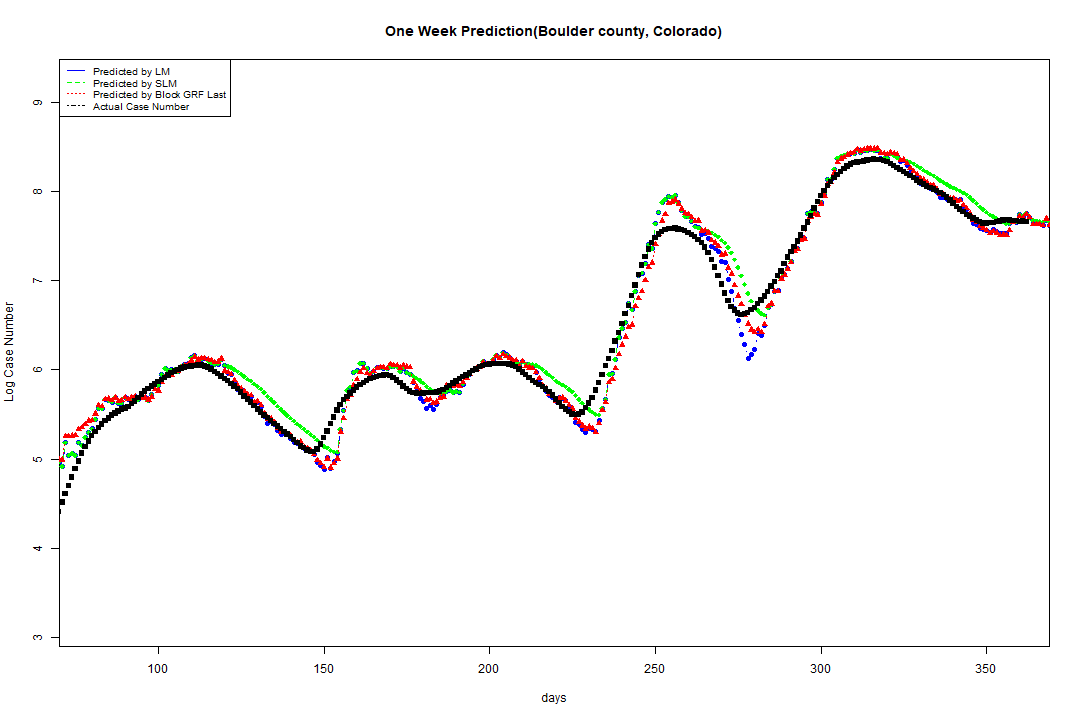 One Week Prediction(Boulder county, Colorado)
Predicted by LM
Predicted by SLM
Predicted by Block GRF Last
Actual Case Number
9
8
7
6
5
4
3
Log Case Number
100 150 200 250 300 350
days